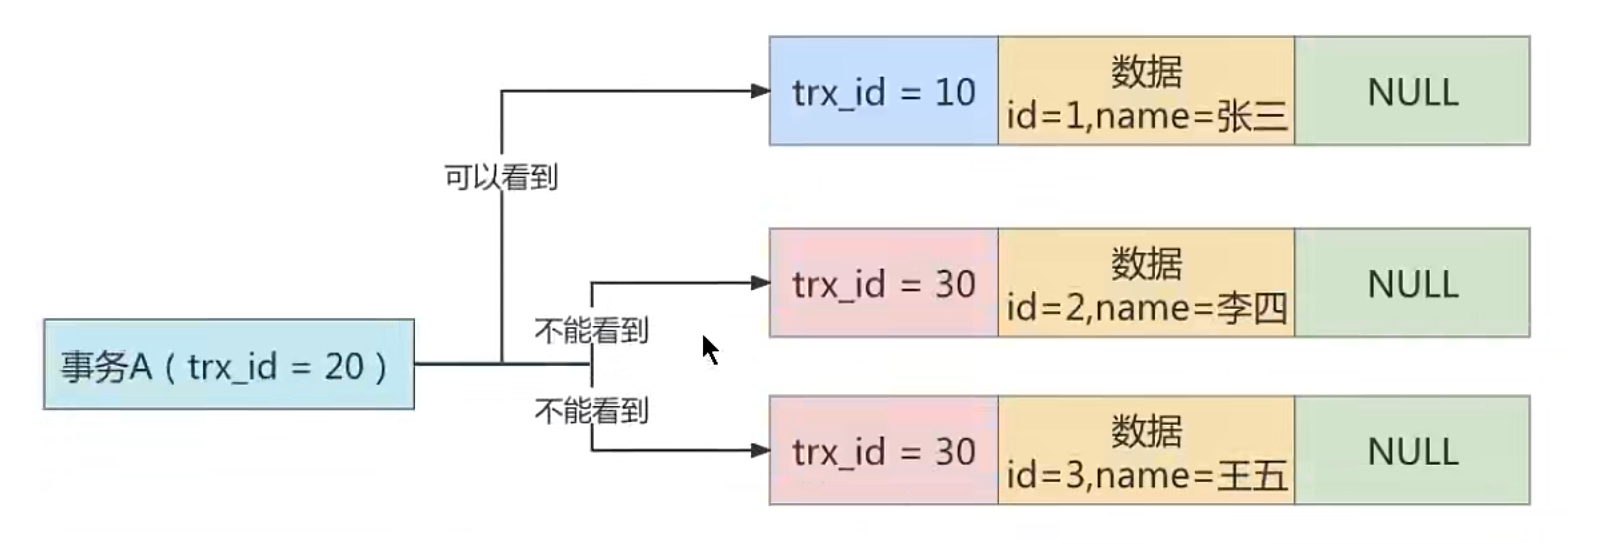 trx_id = 10
数据
id=1,name=张三
NULL
可以看到
trx_id = 30
数据
id=2,name=李四
NULL
不能看到
事务A ( trx_id = 20 )
不能看到
trx_id = 30
数据
id=3,name=王五
NULL